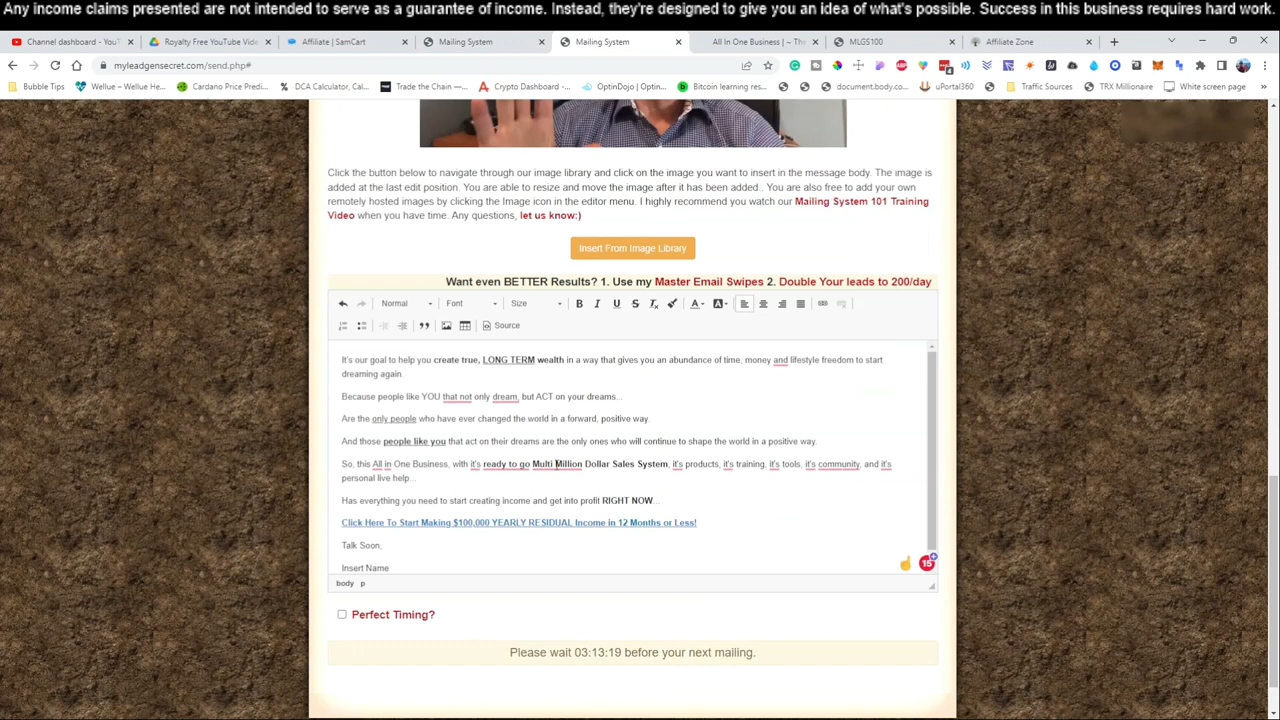 Any income claims presented are not intended to serve as a guarantee of income. Instead, they're designed to give you an idea of what's possible. Success in this business requires hard work.
Channel dashboard - YouT
Royalty Free YouTube Vide
Affiliate | SamCart
Mailing System
Mailing System
All In One Business | – The
MLGS100
Affiliate Zone
myleadgensecret.com/send.php#
Bubble Tips
Wellue – Wellue He...
Cardano Price Predi...
DCA Calculator, Cal...
Trade the Chain —...
Crypto Dashboard -...
OptinDojo | Optin...
Bitcoin learning res...
document.body.co...
uPortal360
Traffic Sources
TRX Millionaire
White screen page
Click the button below to navigate through our image library and click on the image you want to insert in the message body. The image is
added at the last edit position. You are able to resize and move the image after it has been added.. You are also free to add your own
remotely hosted images by clicking the Image icon in the editor menu. I highly recommend you watch our Mailing System 101 Training
Video when you have time. Any questions, let us know:)
Insert From Image Library
Want even BETTER Results? 1. Use my Master Email Swipes 2. Double Your leads to 200/day
Normal
Font
Size
Source
It's our goal to help you create true, LONG TERM wealth in a way that gives you an abundance of time, money and lifestyle freedom to start
dreaming again.
Because people like YOU that not only dream, but ACT on your dreams...
Are the only people who have ever changed the world in a forward, positive way.
And those people like you that act on their dreams are the only ones who will continue to shape the world in a positive way.
So, this All in One Business, with it's ready to go Multi Million Dollar Sales System, it's products, it's training, it's tools, it's community, and it's
personal live help...
Has everything you need to start creating income and get into profit RIGHT NOW...
Click Here To Start Making $100,000 YEARLY RESIDUAL Income in 12 Months or Less!
Talk Soon,
Insert Name
15
body p
Perfect Timing?
Please wait 03:13:19 before your next mailing.